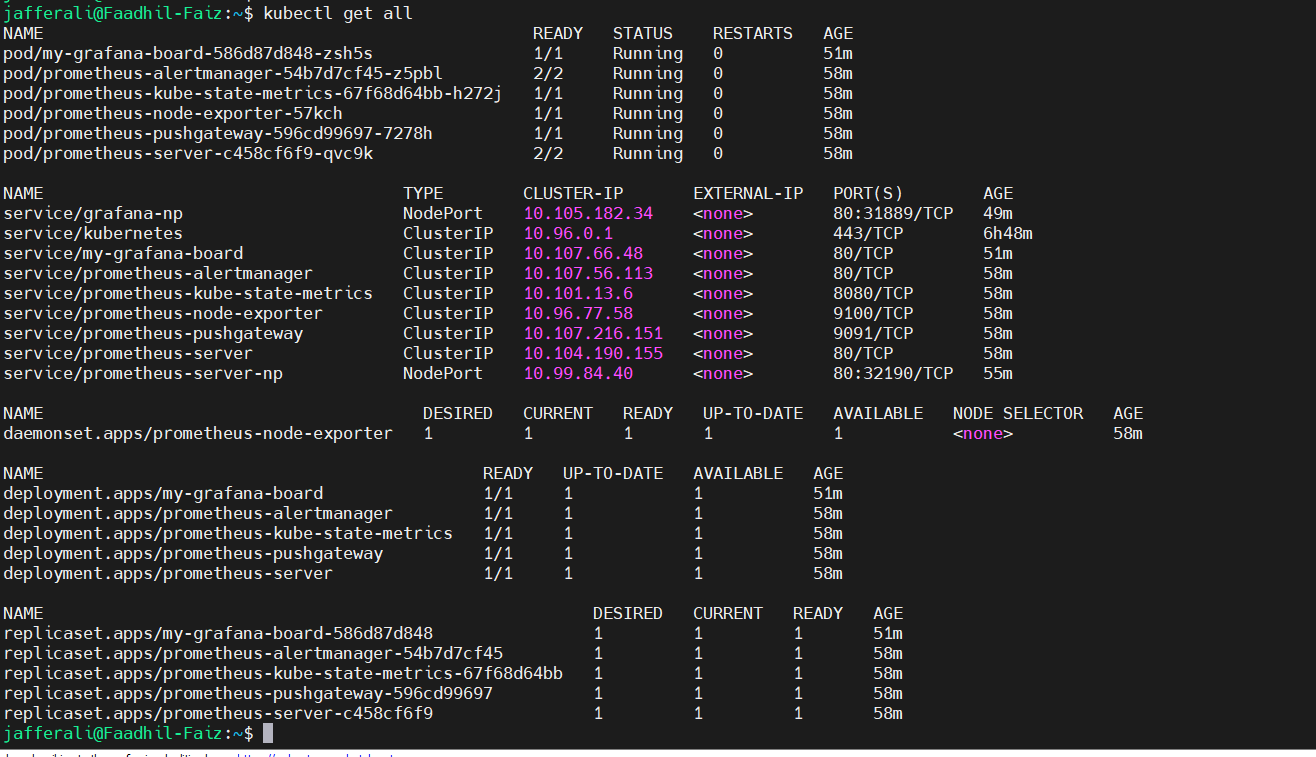 jafferali@Faadhil-Faiz:~$ kubectl get all
NAME READY STATUS RESTARTS AGE
pod/my-grafana-board-586d87d848-zsh5s 1/1 Running 0 51m
pod/prometheus-alertmanager-54b7d7cf45-z5pbl 2/2 Running 0 58m
pod/prometheus-kube-state-metrics-67f68d64bb-h272j 1/1 Running 0 58m
pod/prometheus-node-exporter-57kch 1/1 Running 0 58m
pod/prometheus-pushgateway-596cd99697-7278h 1/1 Running 0 58m
pod/prometheus-server-c458cf6f9-qvc9k 2/2 Running 0 58m
NAME TYPE CLUSTER-IP EXTERNAL-IP PORT(S) AGE
service/grafana-np NodePort 10.105.182.34 <none> 80:31889/TCP 49m
service/kubernetes ClusterIP 10.96.0.1 <none> 443/TCP 6h48m
service/my-grafana-board ClusterIP 10.107.66.48 <none> 80/TCP 51m
service/prometheus-alertmanager ClusterIP 10.107.56.113 <none> 80/TCP 58m
service/prometheus-kube-state-metrics ClusterIP 10.101.13.6 <none> 8080/TCP 58m
service/prometheus-node-exporter ClusterIP 10.96.77.58 <none> 9100/TCP 58m
service/prometheus-pushgateway ClusterIP 10.107.216.151 <none> 9091/TCP 58m
service/prometheus-server ClusterIP 10.104.190.155 <none> 80/TCP 58m
service/prometheus-server-np NodePort 10.99.84.40 <none> 80:32190/TCP 55m
NAME DESIRED CURRENT READY UP-TO-DATE AVAILABLE NODE SELECTOR AGE
daemonset.apps/prometheus-node-exporter 1 1 1 1 1 <none> 58m
NAME READY UP-TO-DATE AVAILABLE AGE
deployment.apps/my-grafana-board 1/1 1 1 51m
deployment.apps/prometheus-alertmanager 1/1 1 1 58m
deployment.apps/prometheus-kube-state-metrics 1/1 1 1 58m
deployment.apps/prometheus-pushgateway 1/1 1 1 58m
deployment.apps/prometheus-server 1/1 1 1 58m
NAME DESIRED CURRENT READY AGE
replicaset.apps/my-grafana-board-586d87d848 1 1 1 51m
replicaset.apps/prometheus-alertmanager-54b7d7cf45 1 1 1 58m
replicaset.apps/prometheus-kube-state-metrics-67f68d64bb 1 1 1 58m
replicaset.apps/prometheus-pushgateway-596cd99697 1 1 1 58m
replicaset.apps/prometheus-server-c458cf6f9 1 1 1 58m
jafferali@Faadhil-Faiz:~$